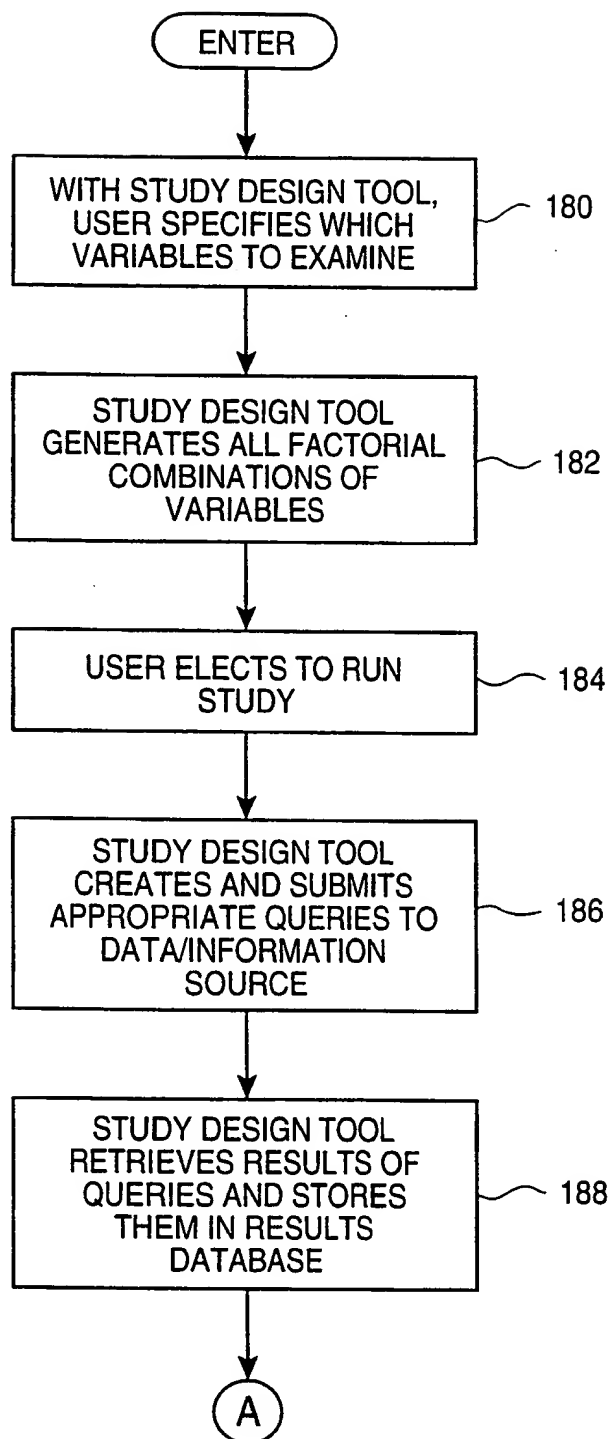 ENTER
WITH STUDY DESIGN TOOL,
USER SPECIFIES WHICH
VARIABLES TO EXAMINE
180
STUDY DESIGN TOOL
GENERATES ALL FACTORIAL
COMBINATIONS OF
VARIABLES
182
USER ELECTS TO RUN
STUDY
184
STUDY DESIGN TOOL
CREATES AND SUBMITS
APPROPRIATE QUERIES TO
DATA/INFORMATION
SOURCE
186
STUDY DESIGN TOOL
RETRIEVES RESULTS OF
QUERIES AND STORES
THEM IN RESULTS
DATABASE
188
A